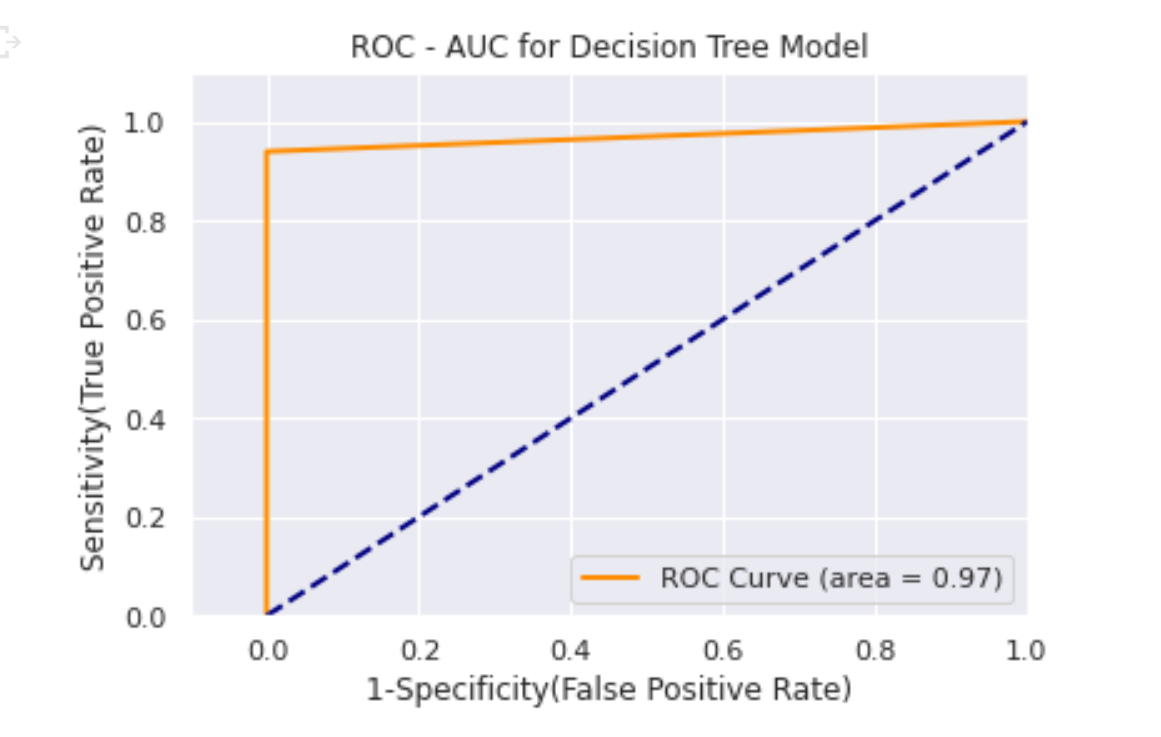 ROC - AUC for Decision Tree Model
1.0
0.8
0.6
0.4
0.2
0.0
Sensitivity(True Positive Rate)
ROC Curve (area = 0.97)
0.0 0.2 0.4 0.6 0.8 1.0
1-Specificity(False Positive Rate)